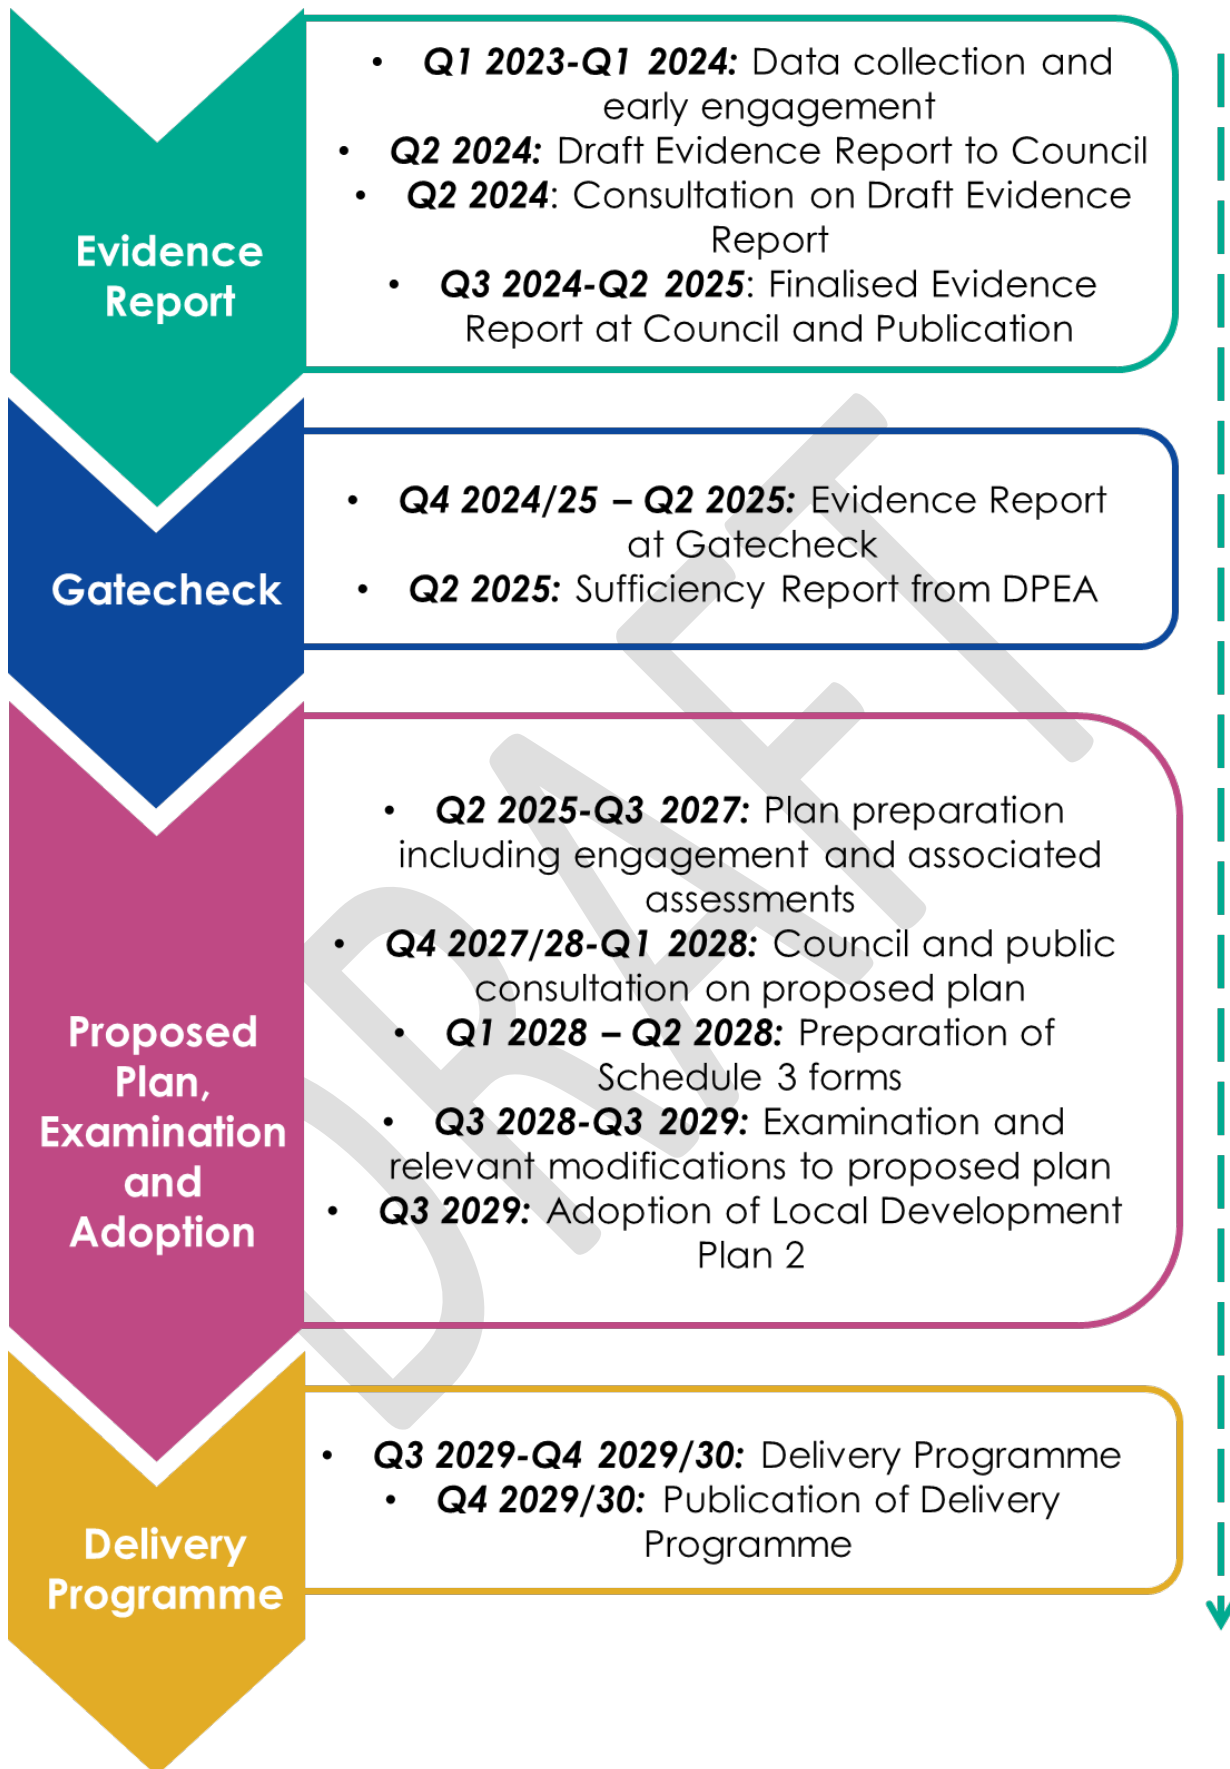 Evidence
Report
• Q1 2023-Q1 2024: Data collection and
early engagement
• Q2 2024: Draft Evidence Report to Council
• Q2 2024: Consultation on Draft Evidence
Report
• Q3 2024-Q2 2025: Finalised Evidence
Report at Council and Publication
Gatecheck
• Q4 2024/25 – Q2 2025: Evidence Report
at Gatecheck
• Q2 2025: Sufficiency Report from DPEA
Proposed
Plan,
Examination
and
Adoption
• Q2 2025-Q3 2027: Plan preparation
including engagement and associated
assessments
• Q4 2027/28-Q1 2028: Council and public
consultation on proposed plan
• Q1 2028 – Q2 2028: Preparation of
Schedule 3 forms
• Q3 2028-Q3 2029: Examination and
relevant modifications to proposed plan
• Q3 2029: Adoption of Local Development
Plan 2
Delivery
Programme
• Q3 2029-Q4 2029/30: Delivery Programme
• Q4 2029/30: Publication of Delivery
Programme
DRAFT